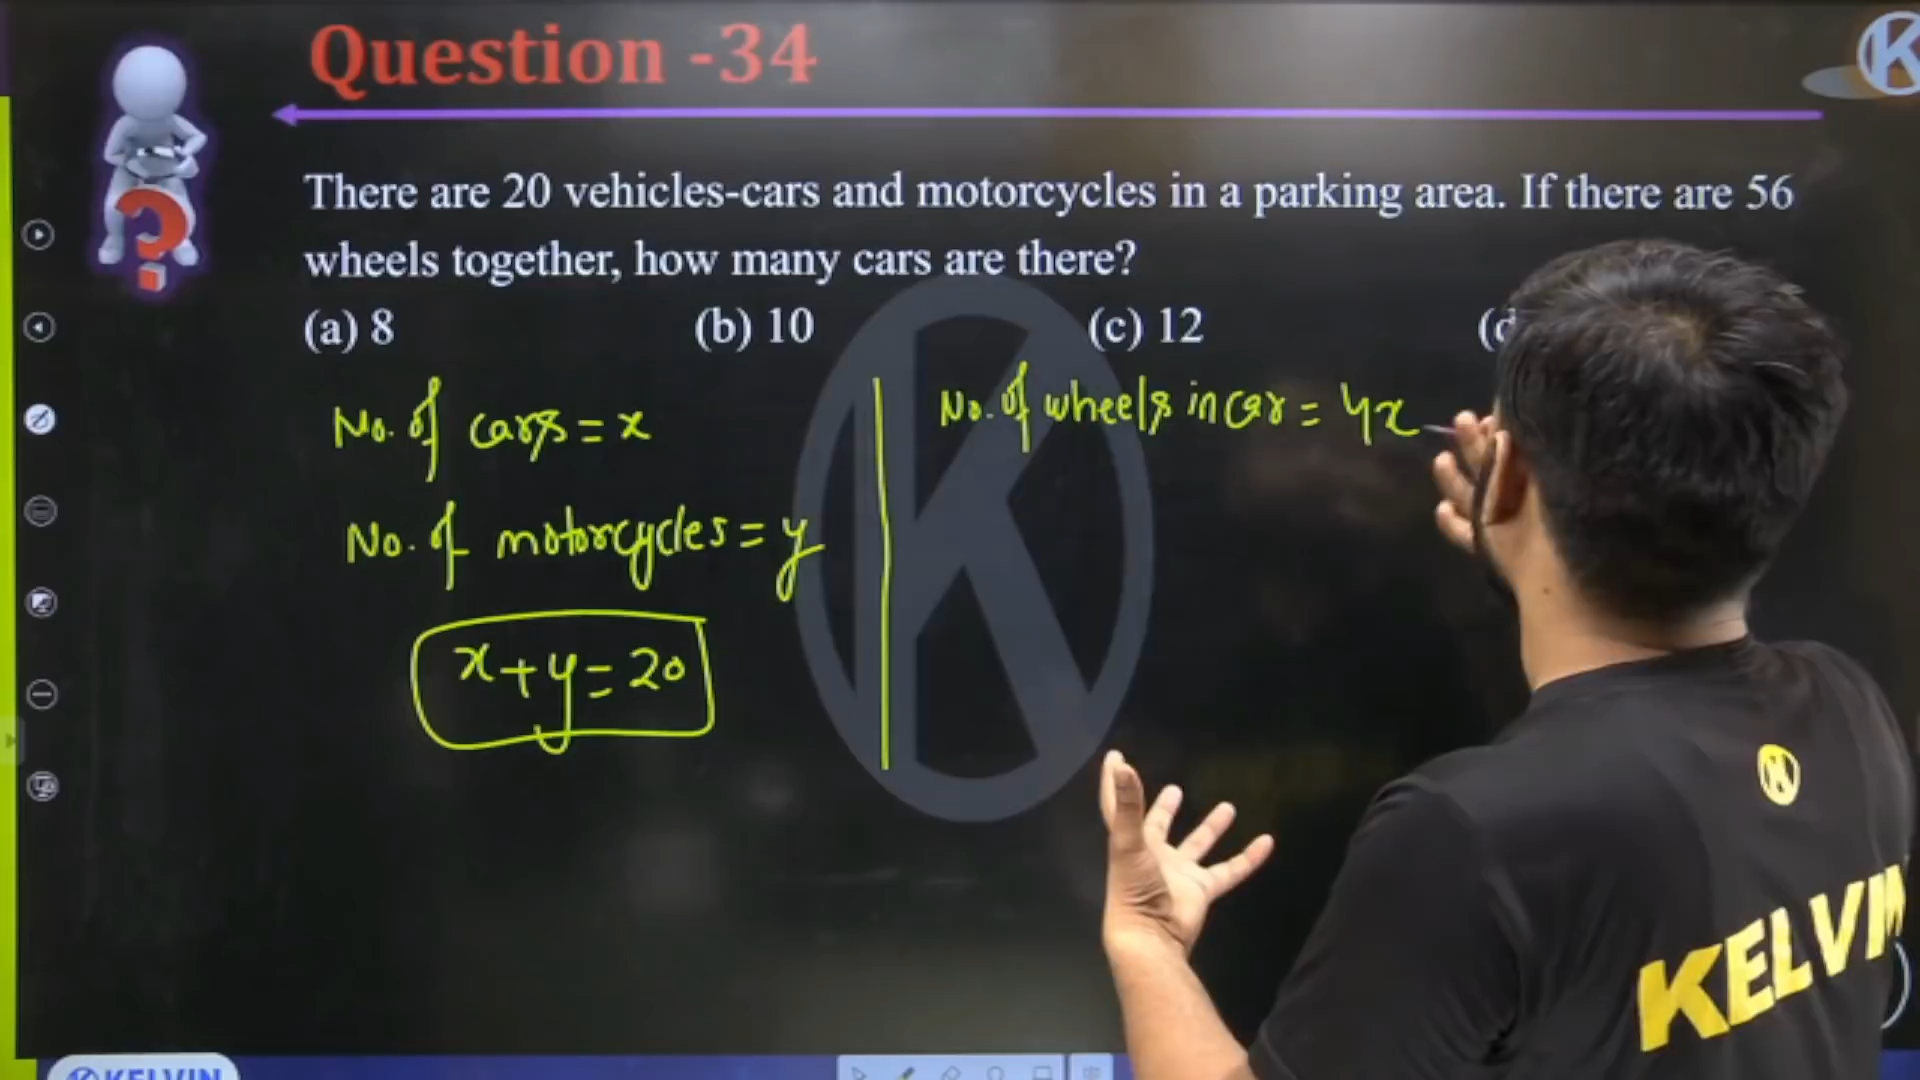 Question -34
There are 20 vehicles-cars and motorcycles in a parking area. If there are 56
wheels together, how many cars are there?
(a) 8 (b) 10 (c) 12 (d
No. of cars = x
No. of motorcycles = y
x+y=20
No. of wheels in car = 4x
KELVIN
KELVIN